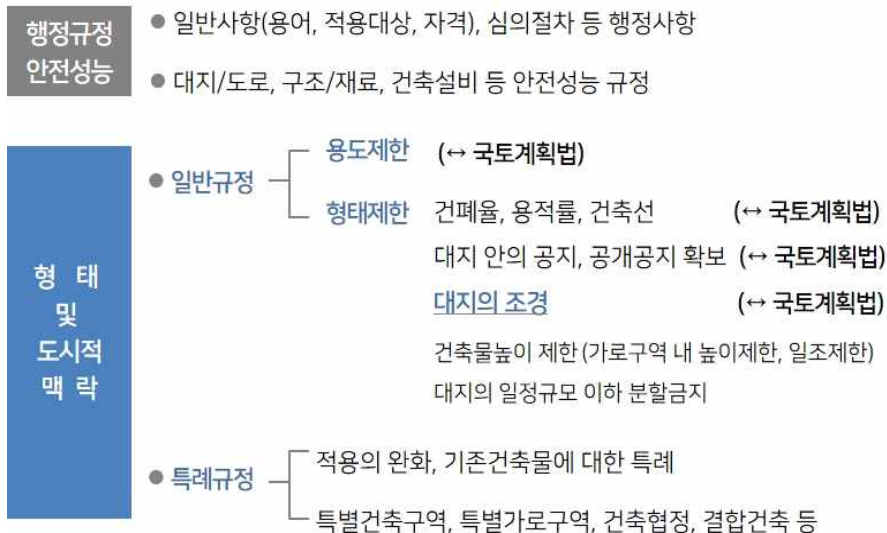 행정규정
안전성능
● 일반사항(용어, 적용대상, 자격), 심의절차 등 행정사항
● 대지/도로, 구조/재료, 건축설비 등 안전성능 규정
형 태
및
도시적
맥 락
● 일반규정
용도제한 (↔ 국토계획법)
형태제한 건폐율, 용적률, 건축선 (↔ 국토계획법)
대지 안의 공지, 공개공지 확보 (↔ 국토계획법)
대지의 조경 (↔ 국토계획법)
건축물높이 제한 (가로구역 내 높이제한, 일조제한)
대지의 일정규모 이하 분할금지
● 특례규정
적용의 완화, 기존건축물에 대한 특례
특별건축구역, 특별가로구역, 건축협정, 결합건축 등